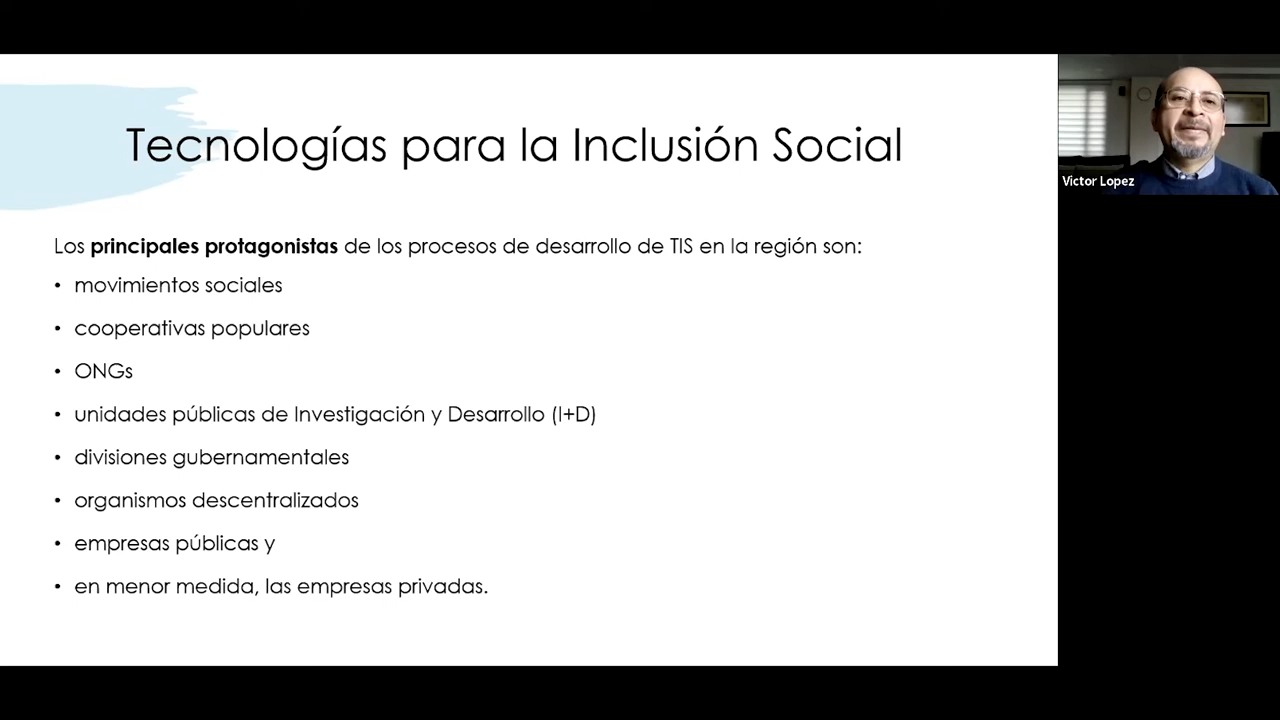 Tecnologías para la Inclusión Social
Los principales protagonistas de los procesos de desarrollo de TIS en la región son:
• movimientos sociales
• cooperativas populares
• ONGs
• unidades públicas de Investigación y Desarrollo (I+D)
• divisiones gubernamentales
• organismos descentralizados
• empresas públicas y
• en menor medida, las empresas privadas.
Victor Lopez